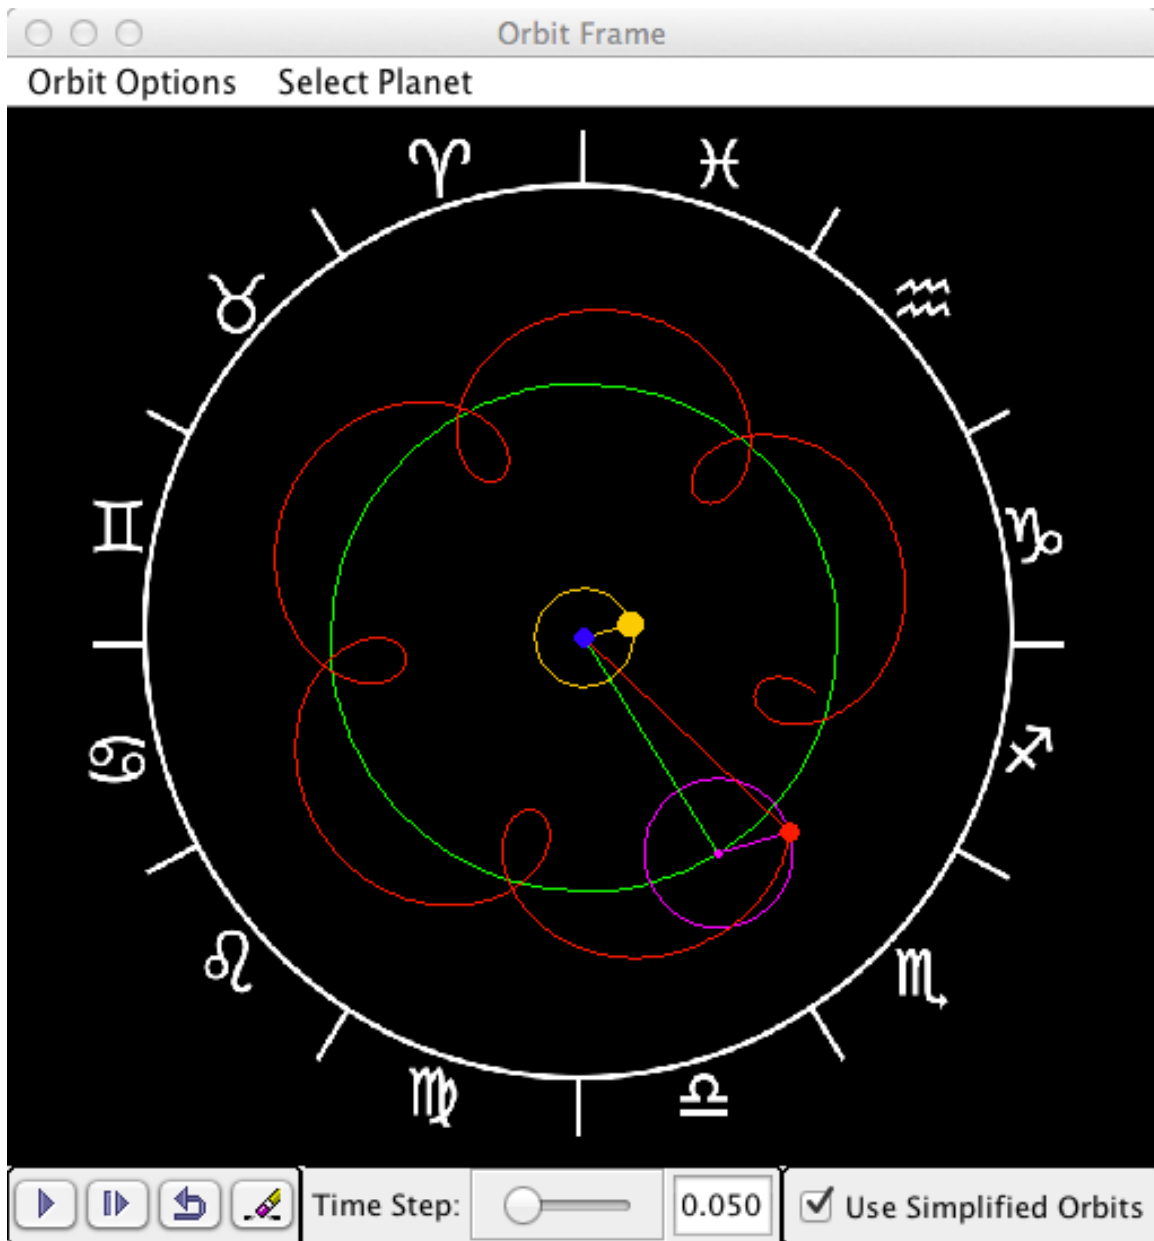 Orbit Frame
Orbit Options Select Planet
♈ ♓
♉ ♒
♊ ♑
♋ ♐
♌ ♏
♍ ♎
Time Step: 0.050 Use Simplified Orbits